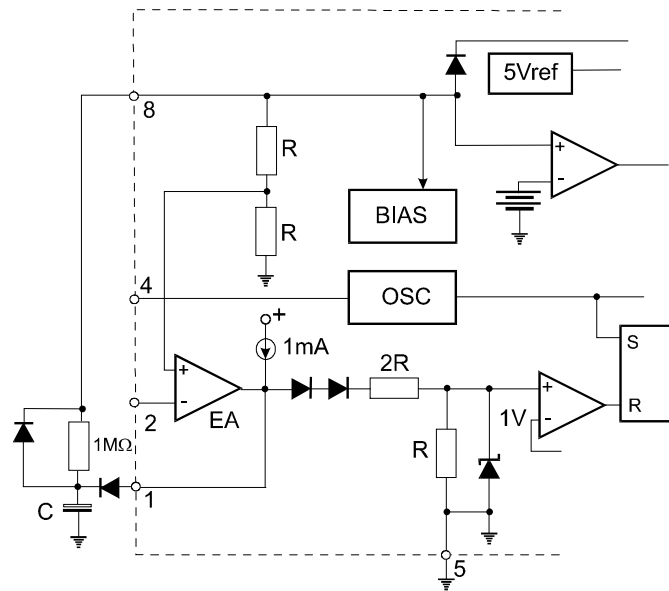 5Vref
8
R
+
-
R
BIAS
4
OSC
+
S
1mA
2R
+
-
+
1V
-
R
2
EA
1MΩ
R
C
1
5